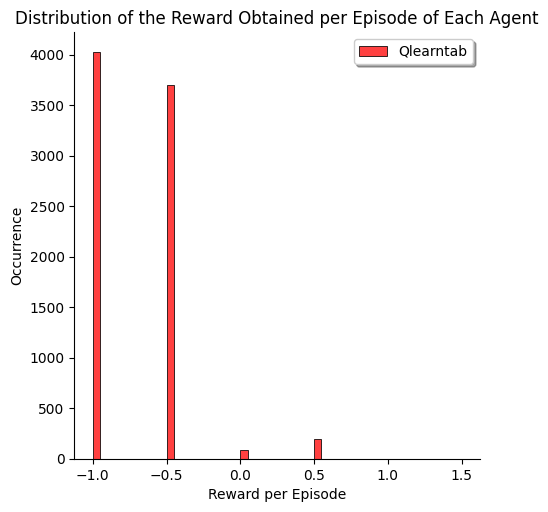 Distribution of the Reward Obtained per Episode of Each Agent
Qlearntab
4000
3500
3000
2500
2000
1500
1000
500
0
Occurrence
−1.0 −0.5 0.0 0.5 1.0 1.5
Reward per Episode